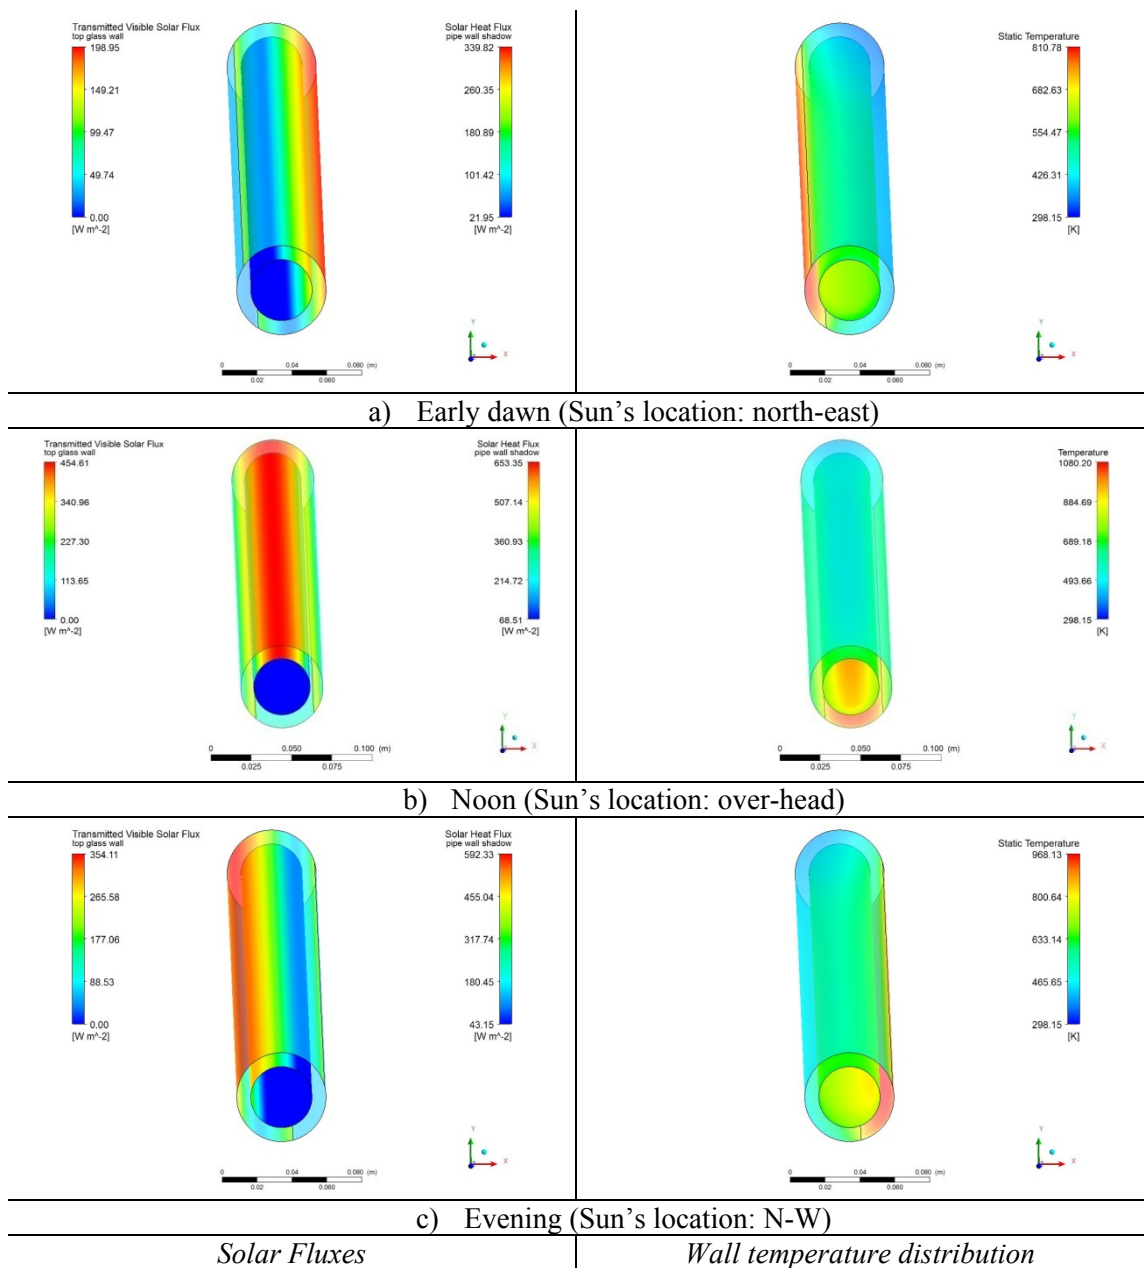 Transmitted Visible Solar Flux
top glass wall
198.95
149.21
99.47
49.74
0.00
[W m^-2]
Solar Heat Flux
pipe wall shadow
339.82
260.35
180.89
101.42
21.95
[W m^-2]
Y
X
0 0.04 0.080 (m)
0.02 0.060
Static Temperature
810.78
682.63
554.47
426.31
298.15
[K]
Y
X
0 0.04 0.080 (m)
0.02 0.060
a) Early dawn (Sun's location: north-east)
Transmitted Visible Solar Flux
top glass wall
454.61
340.96
227.30
113.65
0.00
[W m^-2]
Solar Heat Flux
pipe wall shadow
653.35
507.14
360.93
214.72
68.51
[W m^-2]
Y
X
0 0.050 0.100 (m)
0.025 0.075
Temperature
1080.20
884.69
689.18
493.66
298.15
[K]
Y
X
0 0.050 0.100 (m)
0.025 0.075
b) Noon (Sun's location: over-head)
Transmitted Visible Solar Flux
top glass wall
354.11
265.58
177.06
88.53
0.00
[W m^-2]
Solar Heat Flux
pipe wall shadow
592.33
455.04
317.74
180.45
43.15
[W m^-2]
Y
X
0 0.04 0.080 (m)
0.02 0.060
Static Temperature
968.13
800.64
633.14
465.65
298.15
[K]
Y
X
0 0.04 0.080 (m)
0.02 0.060
c) Evening (Sun's location: N-W)
Solar Fluxes
Wall temperature distribution